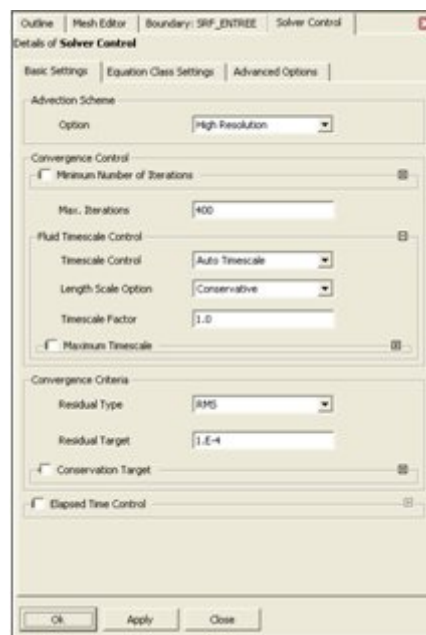 Outline Mesh Editor Boundary: SRF_ENTREE Solver Control
Details of Solver Control
Basic Settings Equation Class Settings Advanced Options
Advection Scheme
Option High Resolution
Convergence Control
Minimum Number of Iterations
Max. Iterations 400
Fluid Timescale Control
Timescale Control Auto Timescale
Length Scale Option Conservative
Timescale Factor 1.0
Maximum Timescale
Convergence Criteria
Residual Type RMS
Residual Target 1.E-4
Conservation Target
Elapsed Time Control
Ok Apply Close